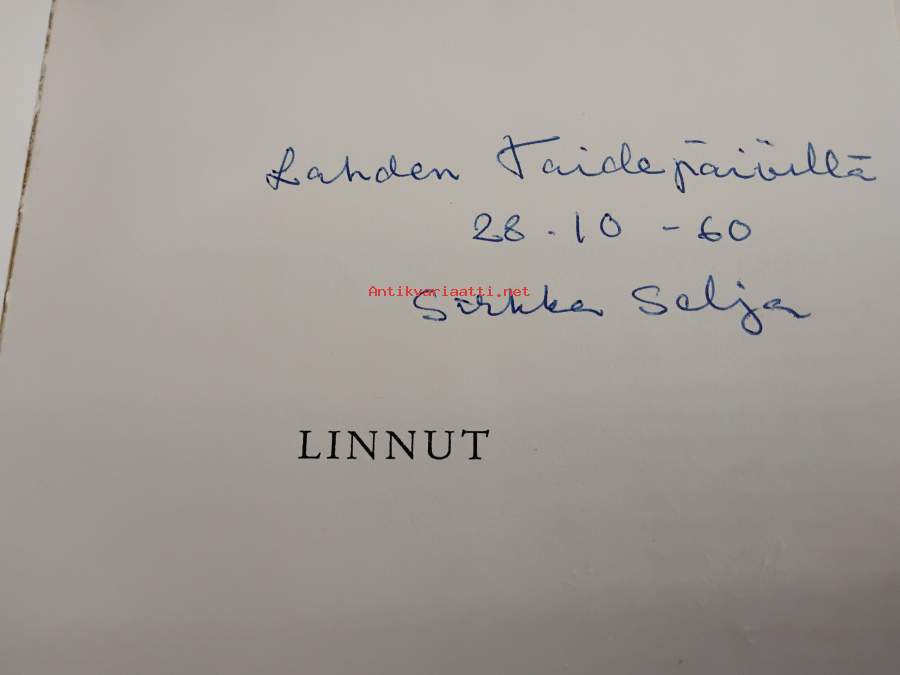 Lahden Taidepäivillä
28.10 -60
Antikvariaatti.net
Sirkka Selja
LINNUT